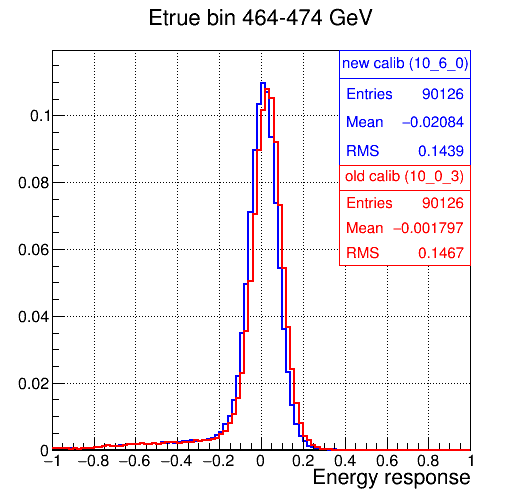 Etrue bin 464-474 GeV
new calib (10_6_0)
Entries 90126
Mean −0.02084
RMS 0.1439
old calib (10_0_3)
Entries 90126
Mean −0.001797
RMS 0.1467
0.1
0.08
0.06
0.04
0.02
0
−1 −0.8 −0.6 −0.4 −0.2 0 0.2 0.4 0.6 0.8 1
Energy response